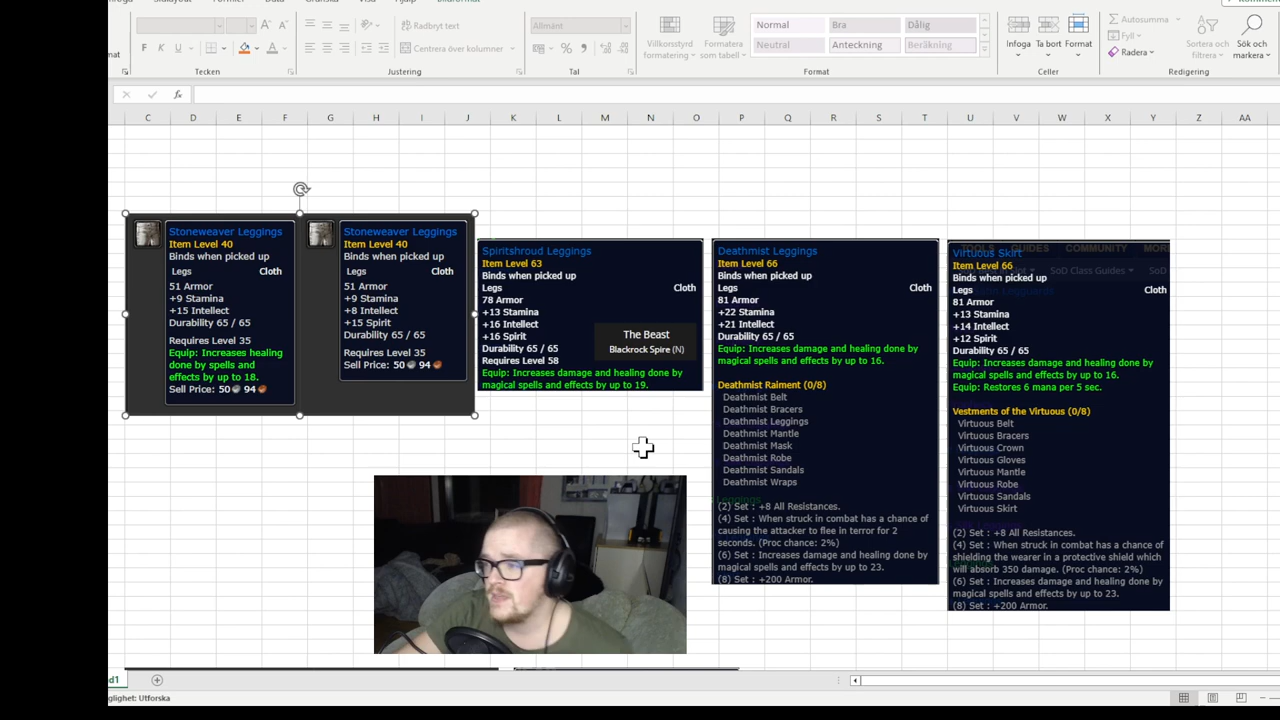 Radbryt text
Allmänt
Centrera över kolumner
Villkorsstyrd
formatering
Formatera
som tabell
Normal
Bra
Dålig
Neutral
Anteckning
Beräkning
Infoga
Ta bort
Format
Autosumma
Fyll
Radera
Sortera och
filtrera
Sök och
markera
Tecken
Justering
Tal
Format
Celler
Redigering
F K U
fx
C D E F G H I J K L M N O P Q R S T U V W X Y Z AA
Stoneweaver Leggings
Item Level 40
Binds when picked up
Legs Cloth
51 Armor
+9 Stamina
+15 Intellect
Durability 65 / 65
Requires Level 35
Equip: Increases healing
done by spells and
effects by up to 18.
Sell Price: 50 94
Stoneweaver Leggings
Item Level 40
Binds when picked up
Legs Cloth
51 Armor
+9 Stamina
+8 Intellect
+15 Spirit
Durability 65 / 65
Requires Level 35
Sell Price: 50 94
Spiritshroud Leggings
Item Level 63
Binds when picked up
Legs Cloth
78 Armor
+13 Stamina
+16 Intellect
+16 Spirit
Durability 65 / 65
Requires Level 58
Equip: Increases damage and healing done by
magical spells and effects by up to 19.
The Beast
Blackrock Spire (N)
Deathmist Leggings
Item Level 66
Binds when picked up
Legs Cloth
81 Armor
+22 Stamina
+21 Intellect
Durability 65 / 65
Equip: Increases damage and healing done by
magical spells and effects by up to 16.
Deathmist Raiment (0/8)
Deathmist Belt
Deathmist Bracers
Deathmist Leggings
Deathmist Mantle
Deathmist Mask
Deathmist Robe
Deathmist Sandals
Deathmist Wraps
Leggings
(2) Set : +8 All Resistances.
(4) Set : When struck in combat has a chance of
causing the attacker to flee in terror for 2
seconds. (Proc chance: 2%)
(6) Set : Increases damage and healing done by
magical spells and effects by up to 23.
(8) Set : +200 Armor.
TOOLS GUIDES COMMUNITY MOR
SoD Class Guides SoD
Virtuous Skirt
Item Level 66
Binds when picked up
Legs Cloth
81 Armor
+13 Stamina
+14 Intellect
+12 Spirit
Durability 65 / 65
Equip: Increases damage and healing done by
magical spells and effects by up to 16.
Equip: Restores 6 mana per 5 sec.
Vestments of the Virtuous (0/8)
Virtuous Belt
Virtuous Bracers
Virtuous Crown
Virtuous Gloves
Virtuous Mantle
Virtuous Robe
Virtuous Sandals
Virtuous Skirt
(2) Set : +8 All Resistances.
(4) Set : When struck in combat has a chance of
shielding the wearer in a protective shield which
will absorb 350 damage. (Proc chance: 2%)
(6) Set : Increases damage and healing done by
magical spells and effects by up to 23.
(8) Set : +200 Armor.
d1
glighet: Utforska